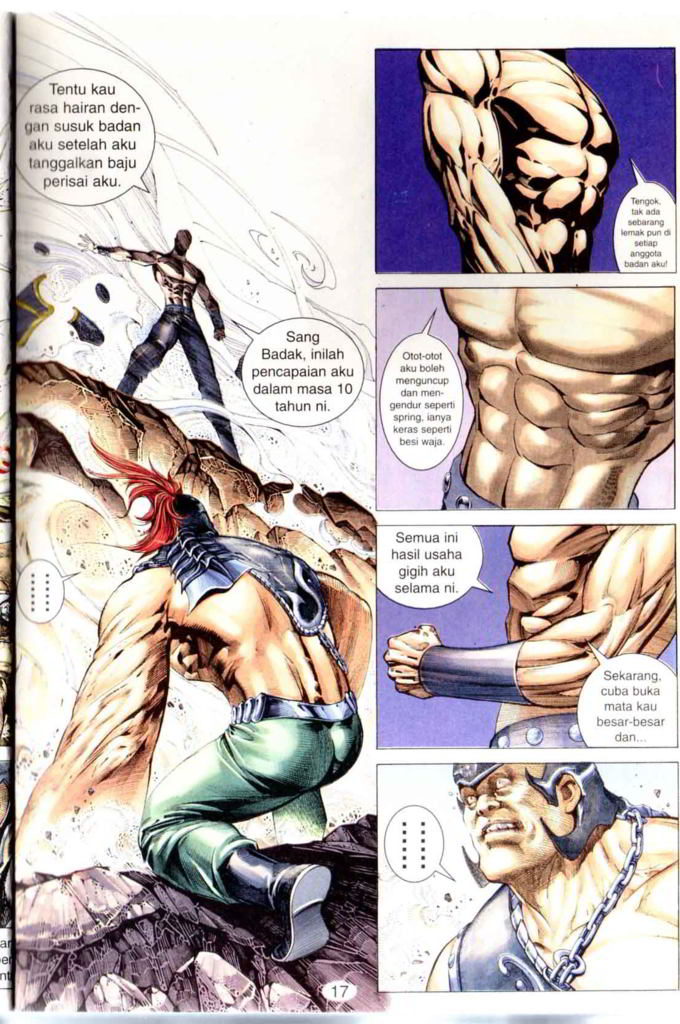 Tentu kau
rasa hairan den-
gan susuk badan
aku setelah aku
tanggalkan baju
perisai aku.
Sang
Badak, inilah
pencapaian aku
dalam masa 10
tahun ni.
Tengok,
tak ada
sebarang
lemak pun di
setiap
anggota
badan aku!
Otot-otot
aku boleh
menguncup
dan men-
gendur seperti
spring, ianya
keras seperti
besi waja.
Semua ini
hasil usaha
gigih aku
selama ni.
Sekarang,
cuba buka
mata kau
besar-besar
dan...
17